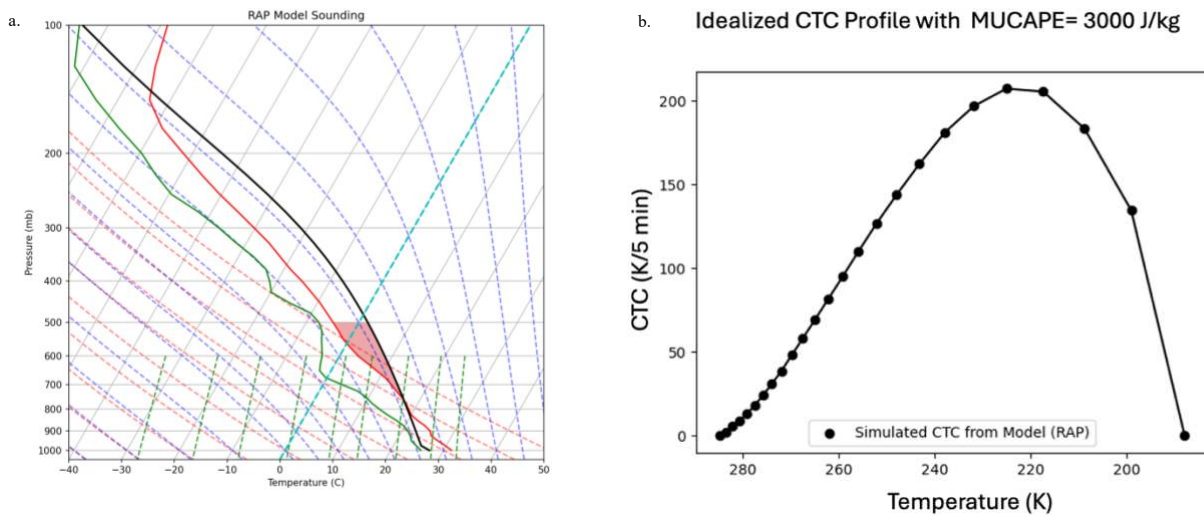 a.
RAP Model Sounding
100
200
300
400
500
600
700
800
900
1000
Pressure (mb)
−40 −30 −20 −10 0 10 20 30 40 50
Temperature (C)
b.
Idealized CTC Profile with MUCAPE= 3000 J/kg
200
150
100
50
0
CTC (K/5 min)
Simulated CTC from Model (RAP)
280 260 240 220 200
Temperature (K)